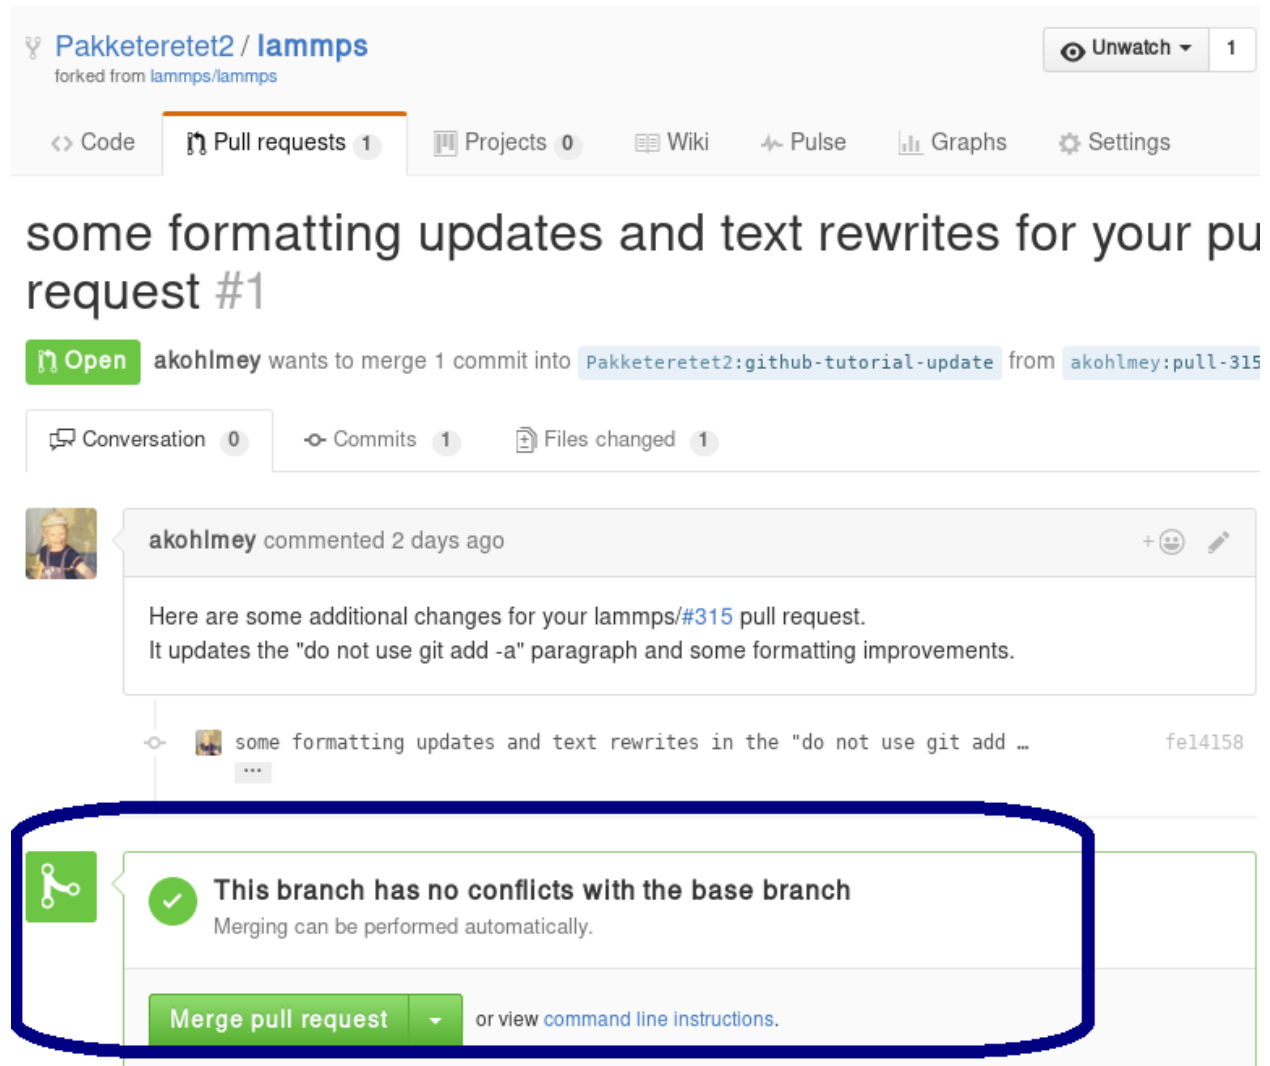 Pakketeretet2 / lammps
Unwatch 1
forked from lammps/lammps
Code Pull requests 1 Projects 0 Wiki Pulse Graphs Settings
some formatting updates and text rewrites for your pu
request #1
Open akohlmey wants to merge 1 commit into Pakketeretet2:github-tutorial-update from akohlmey:pull-315
Conversation 0 Commits 1 Files changed 1
akohlmey commented 2 days ago
Here are some additional changes for your lammps/#315 pull request.
It updates the "do not use git add -a" paragraph and some formatting improvements.
some formatting updates and text rewrites in the "do not use git add … fe14158
…
This branch has no conflicts with the base branch
Merging can be performed automatically.
Merge pull request or view command line instructions.